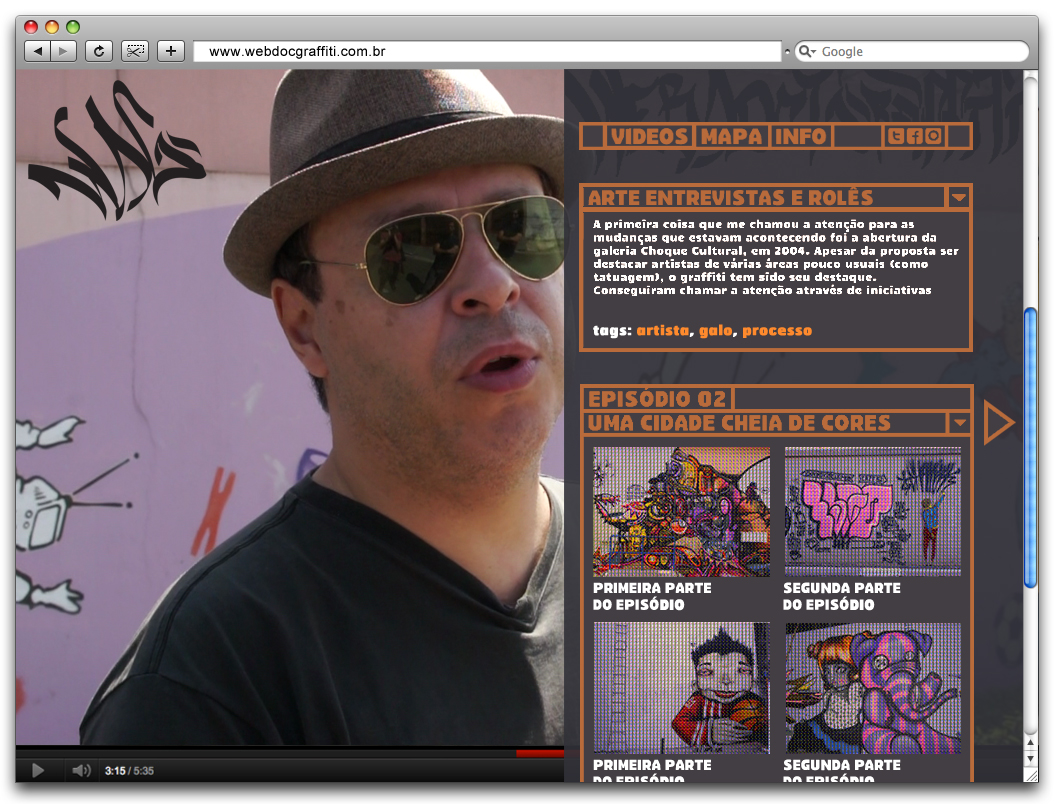 www.webdocgraffiti.com.br
Google
VIDEOS MAPA INFO
ARTE ENTREVISTAS E ROLÊS
A primeira coisa que me chamou a atenção para as
mudanças que estavam acontecendo foi a abertura da
galeria Choque Cultural, em 2004. Apesar da proposta se r
destacar artistas de várias áreas pouco usuais (como
tatuagem), o graffiti tem sido seu destaque.
Conseguiram chamar a atenção através de iniciativas
tags: artista, galo, processo
EPISÓDIO 02
UMA CIDADE CHEIA DE CORES
PRIMEIRA PARTE
DO EPISÓDIO
SEGUNDA PARTE
DO EPISÓDIO
PRIMEIRA PARTE
DO EPISÓDIO
SEGUNDA PARTE
DO EPISÓDIO
3:15 / 5:35